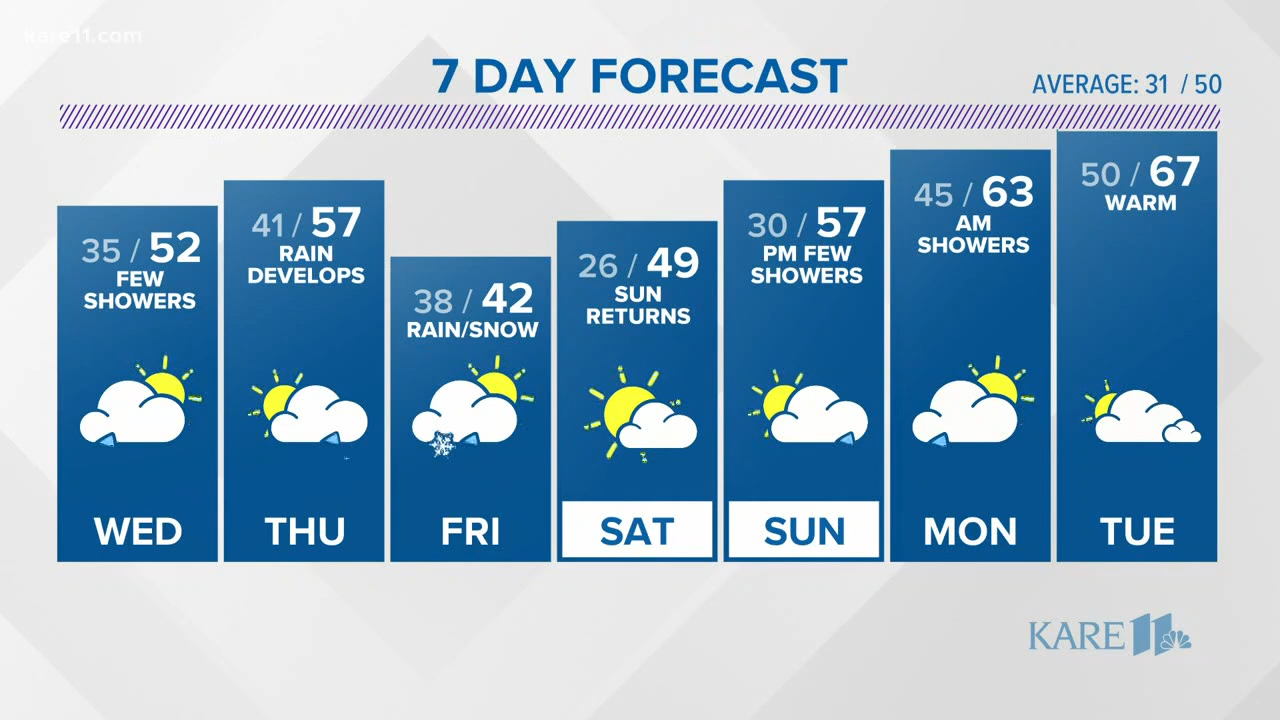 kare11.com
7 DAY FORECAST
AVERAGE: 31 / 50
35 / 52
FEW
SHOWERS
WED
41 / 57
RAIN
DEVELOPS
THU
38 / 42
RAIN/SNOW
FRI
26 / 49
SUN
RETURNS
SAT
30 / 57
PM FEW
SHOWERS
SUN
45 / 63
AM
SHOWERS
MON
50 / 67
WARM
TUE
KARE 11